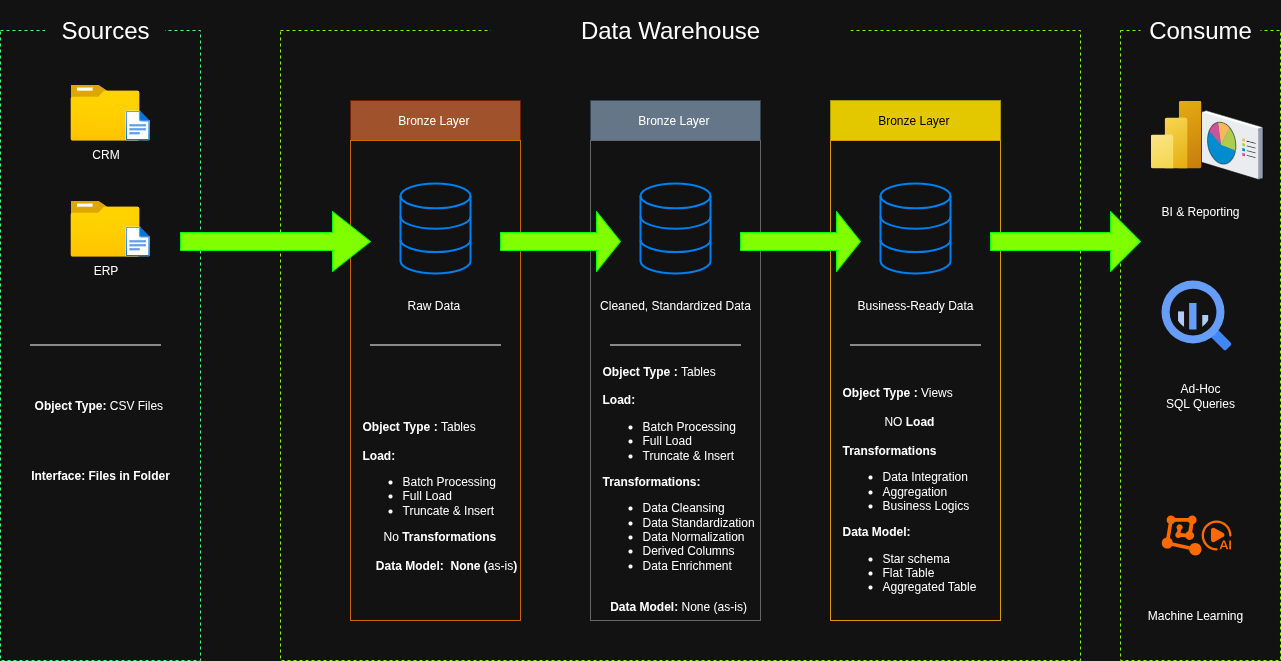 Sources
Data Warehouse
Consume
CRM
ERP
Object Type: CSV Files
Interface: Files in Folder
Bronze Layer
Raw Data
Object Type : Tables
Load:
Batch Processing
Full Load
Truncate & Insert
No Transformations
Data Model:  None (as-is)
Bronze Layer
Cleaned, Standardized Data
Object Type : Tables
Load:
Batch Processing
Full Load
Truncate & Insert
Transformations:
Data Cleansing
Data Standardization
Data Normalization
Derived Columns
Data Enrichment
Data Model: None (as-is)
Bronze Layer
Business-Ready Data
Object Type : Views
NO Load
Transformations
Data Integration
Aggregation
Business Logics
Data Model:
Star schema
Flat Table
Aggregated Table
BI & Reporting
Ad-Hoc
SQL Queries
AI
Machine Learning